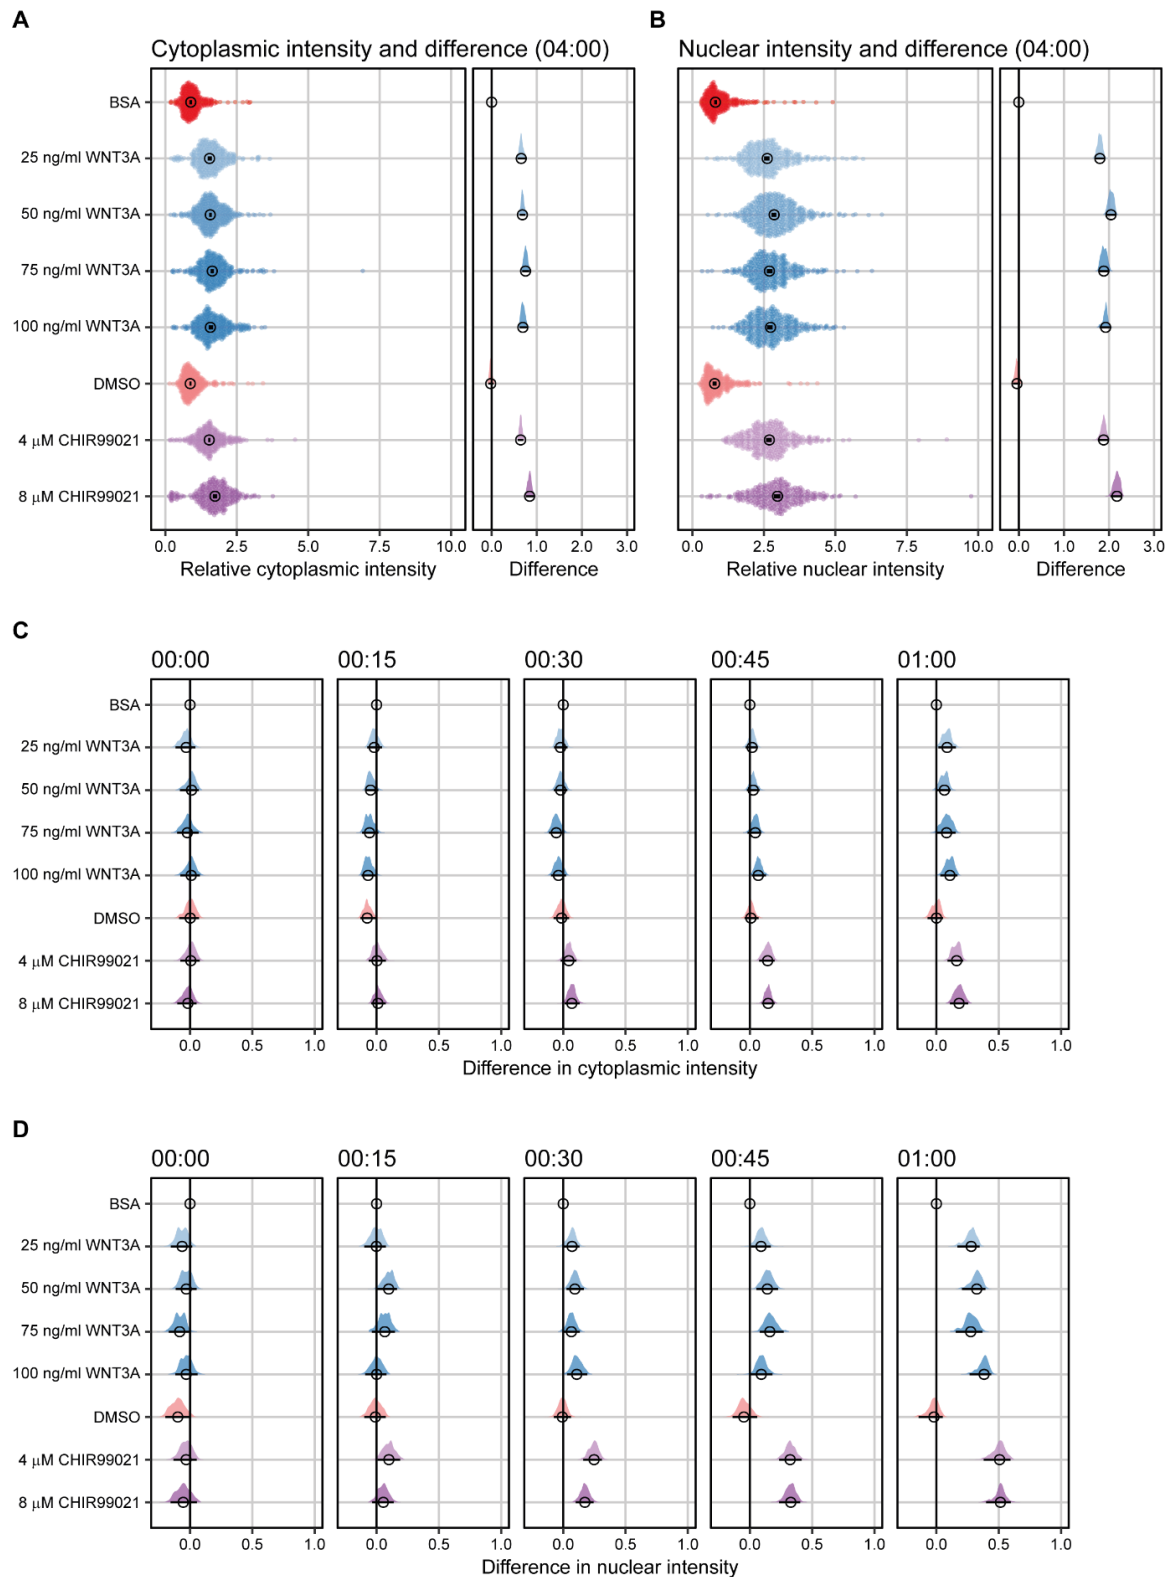 A
B
Cytoplasmic intensity and difference (04:00)
Nuclear intensity and difference (04:00)
BSA
25 ng/ml WNT3A
50 ng/ml WNT3A
75 ng/ml WNT3A
100 ng/ml WNT3A
DMSO
4 μM CHIR99021
8 μM CHIR99021
0.0 2.5 5.0 7.5 10.0 0.0 1.0 2.0 3.0 0.0 2.5 5.0 7.5 10.0 0.0 1.0 2.0 3.0
Relative cytoplasmic intensity Difference Relative nuclear intensity Difference
C
00:00 00:15 00:30 00:45 01:00
BSA
25 ng/ml WNT3A
50 ng/ml WNT3A
75 ng/ml WNT3A
100 ng/ml WNT3A
DMSO
4 μM CHIR99021
8 μM CHIR99021
0.0 0.5 1.0 0.0 0.5 1.0 0.0 0.5 1.0 0.0 0.5 1.0 0.0 0.5 1.0
Difference in cytoplasmic intensity
D
00:00 00:15 00:30 00:45 01:00
BSA
25 ng/ml WNT3A
50 ng/ml WNT3A
75 ng/ml WNT3A
100 ng/ml WNT3A
DMSO
4 μM CHIR99021
8 μM CHIR99021
0.0 0.5 1.0 0.0 0.5 1.0 0.0 0.5 1.0 0.0 0.5 1.0 0.0 0.5 1.0
Difference in nuclear intensity